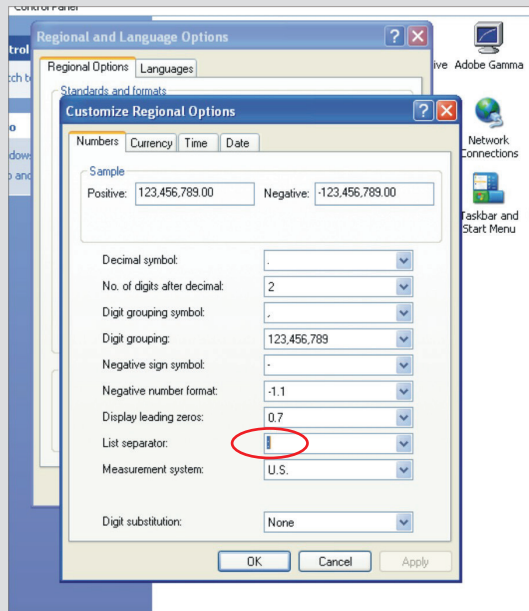 Control Panel
Regional and Language Options
trol
Regional Options Languages
ive Adobe Gamma
tch t
Standards and formats
Customize Regional Options
Numbers Currency Time Date
Network
Connections
Sample
Positive: 123,456,789.00 Negative: -123,456,789.00
Taskbar and
Start Menu
Decimal symbol: .
No. of digits after decimal: 2
Digit grouping symbol: ,
Digit grouping: 123,456,789
Negative sign symbol: -
Negative number format: -1.1
Display leading zeros: 0.7
List separator:
Measurement system: U.S.
Digit substitution: None
OK Cancel Apply